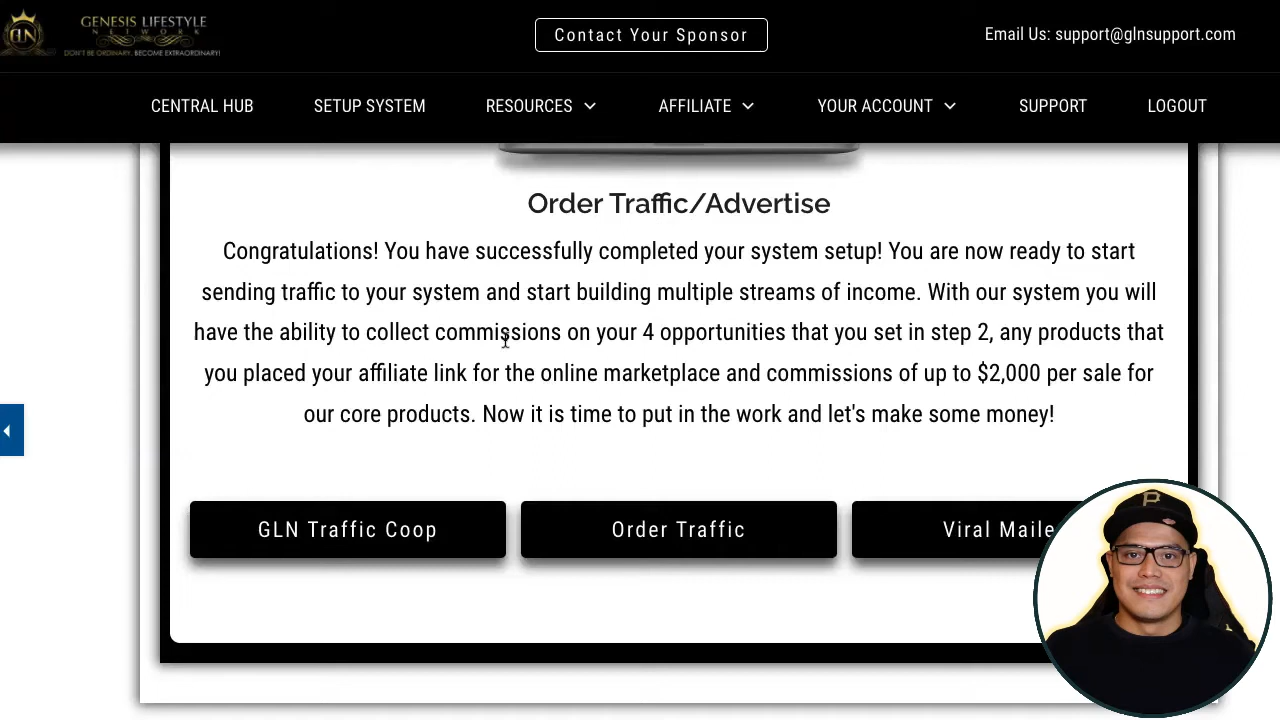 GLN
GENESIS LIFESTYLE
NETWORK
DON'T BE ORDINARY. BECOME EXTRAORDINARY!
Contact Your Sponsor
Email Us: support@glnsupport.com
CENTRAL HUB
SETUP SYSTEM
RESOURCES
AFFILIATE
YOUR ACCOUNT
SUPPORT
LOGOUT
Order Traffic/Advertise
Congratulations! You have successfully completed your system setup! You are now ready to start
sending traffic to your system and start building multiple streams of income. With our system you will
have the ability to collect commissions on your 4 opportunities that you set in step 2, any products that
you placed your affiliate link for the online marketplace and commissions of up to $2,000 per sale for
our core products. Now it is time to put in the work and let's make some money!
GLN Traffic Coop
Order Traffic
Viral Maile
P